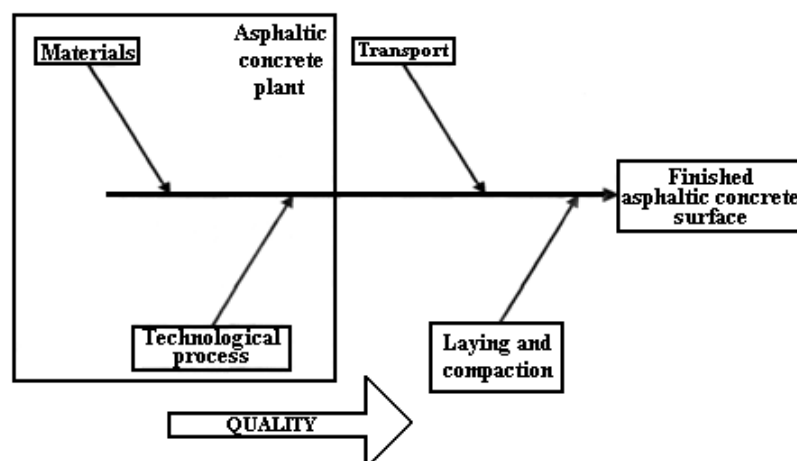 Materials
Asphaltic
concrete
plant
Transport
Finished
asphaltic concrete
surface
Technological
process
Laying and
compaction
QUALITY